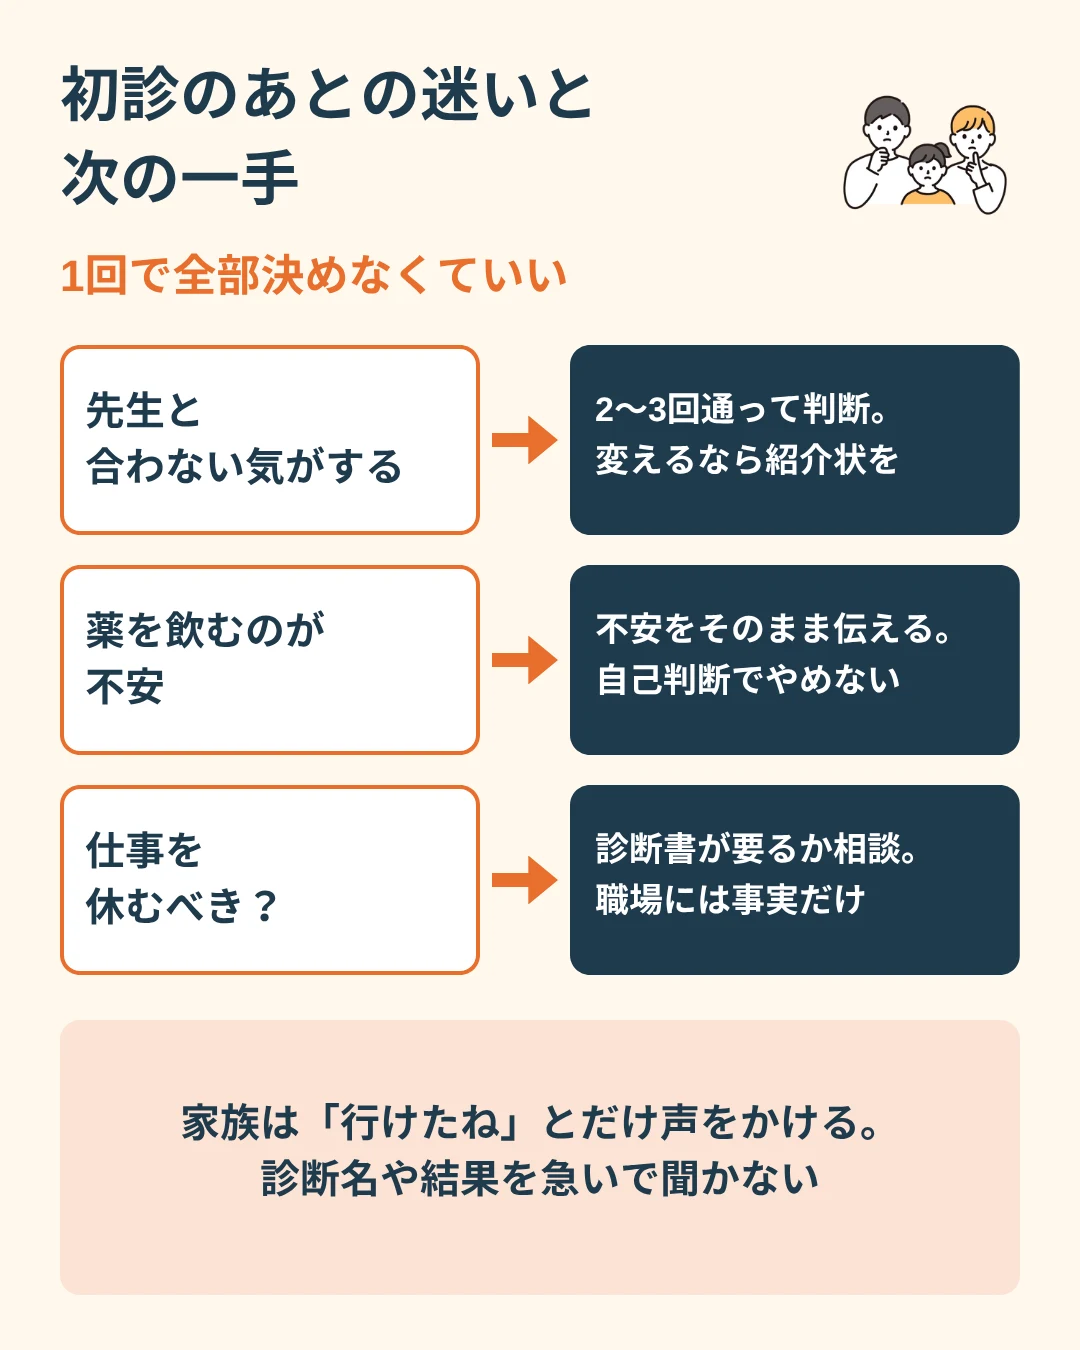 初診のあとの迷いと
次の一手
1回で全部決めなくていい
先生と
合わない気がする
2〜3回通って判断。
変えるなら紹介状を
薬を飲むのが
不安
不安をそのまま伝える。
自己判断でやめない
仕事を
休むべき？
診断書が要るか相談。
職場には事実だけ
家族は「行けたね」とだけ声をかける。
診断名や結果を急いで聞かない